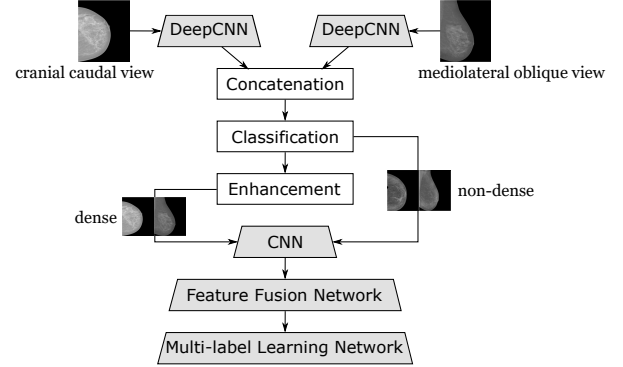 DeepCNN
DeepCNN
cranial caudal view
mediolateral oblique view
Concatenation
Classification
Enhancement
non-dense
dense
CNN
Feature Fusion Network
Multi-label Learning Network